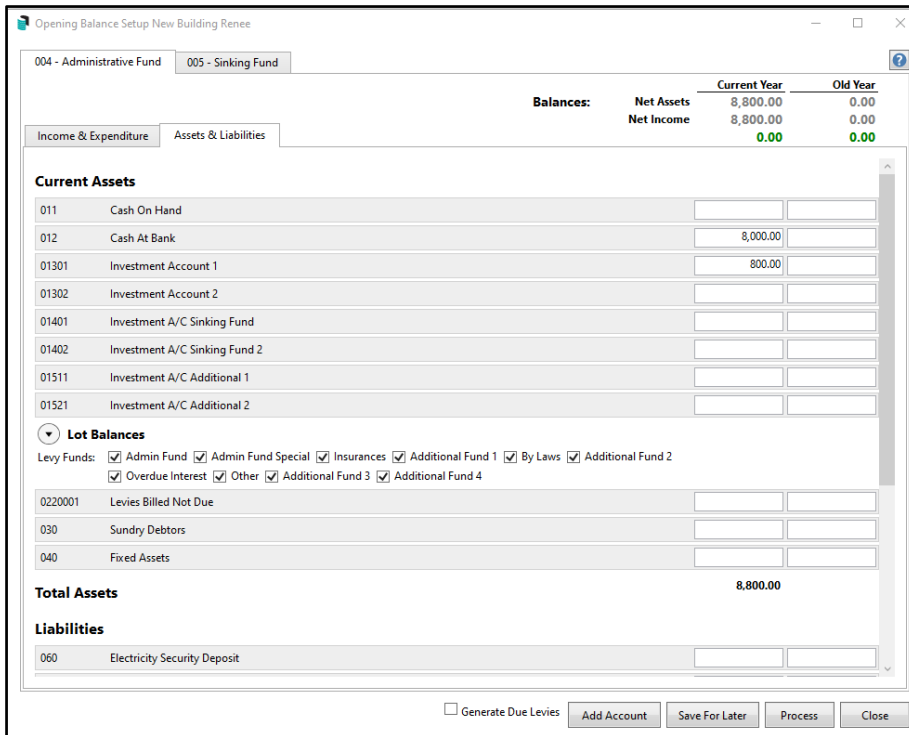 Opening Balance Setup New Building Renee
004 - Administrative Fund 005 - Sinking Fund
Current Year Old Year
Balances: Net Assets 8,800.00 0.00
Net Income 8,800.00 0.00
0.00 0.00
Income & Expenditure Assets & Liabilities
Current Assets
011 Cash On Hand
012 Cash At Bank 8,000.00
01301 Investment Account 1 800.00
01302 Investment Account 2
01401 Investment A/C Sinking Fund
01402 Investment A/C Sinking Fund 2
01511 Investment A/C Additional 1
01521 Investment A/C Additional 2
Lot Balances
Levy Funds: Admin Fund Admin Fund Special Insurances Additional Fund 1 By Laws Additional Fund 2
Overdue Interest Other Additional Fund 3 Additional Fund 4
0220001 Levies Billed Not Due
030 Sundry Debtors
040 Fixed Assets
Total Assets 8,800.00
Liabilities
060 Electricity Security Deposit
Generate Due Levies Add Account Save For Later Process Close